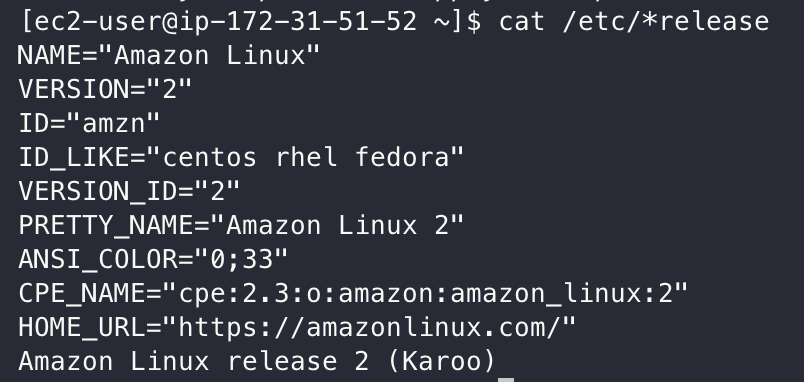 [ec2-user@ip-172-31-51-52 ~]$ cat /etc/*release
NAME="Amazon Linux"
VERSION="2"
ID="amzn"
ID_LIKE="centos rhel fedora"
VERSION_ID="2"
PRETTY_NAME="Amazon Linux 2"
ANSI_COLOR="0;33"
CPE_NAME="cpe:2.3:o:amazon:amazon_linux:2"
HOME_URL="https://amazonlinux.com/"
Amazon Linux release 2 (Karoo)